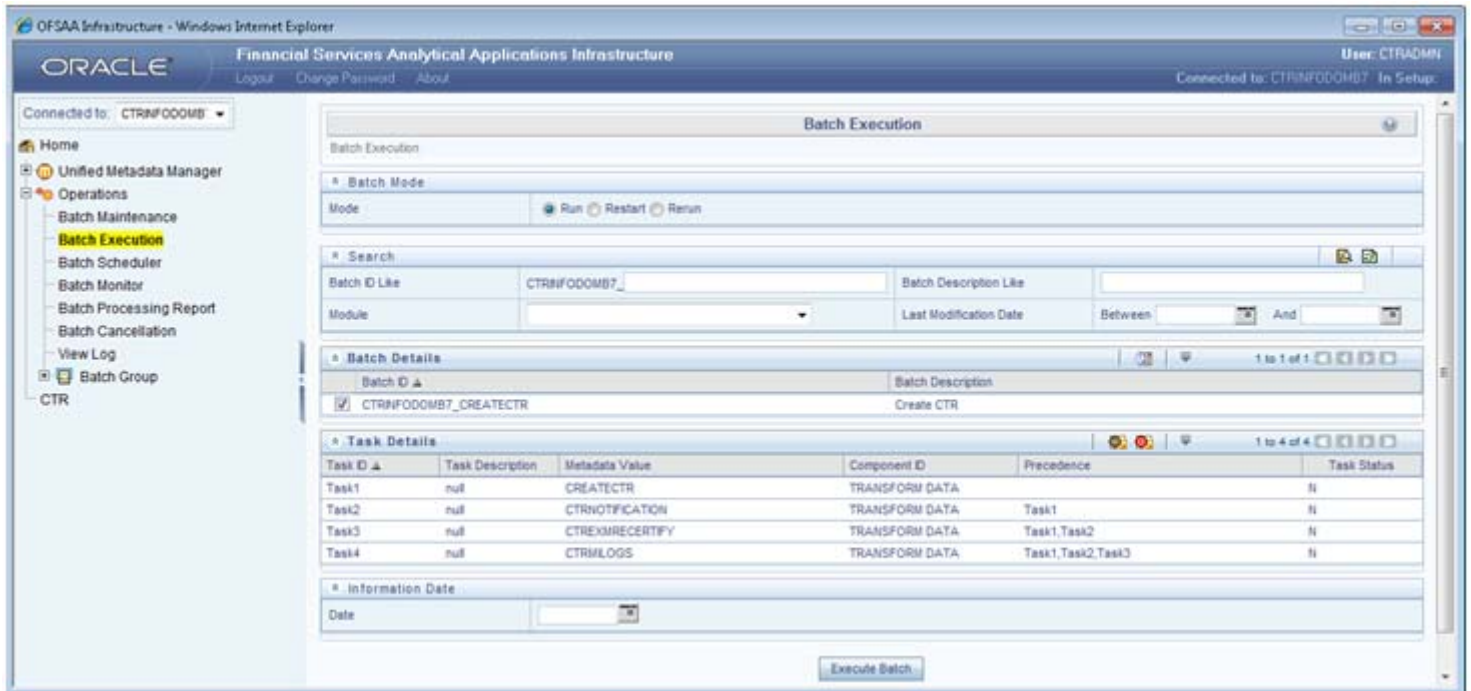 OFSAA Infrastructure - Windows Internet Explorer
ORACLE
Financial Services Analytical Applications Infrastructure
User: CTRADMN
Logout Change Password About
Connected to: CTRINFODOMB7 In Setup:
Connected to: CTRINFODOMB
Home
Unified Metadata Manager
Operations
Batch Maintenance
Batch Execution
Batch Scheduler
Batch Monitor
Batch Processing Report
Batch Cancellation
View Log
Batch Group
CTR
Batch Execution
Batch Execution
Batch Mode
Mode Run Restart Rerun
Search
Batch ID Like CTRINFODOMB7_ Batch Description Like
Module Last Modification Date Between And
Batch Details 1 to 1 of 1
Batch ID Batch Description
CTRINFODOMB7_CREATECTR Create CTR
Task Details 1 to 4 of 4
Task ID Task Description Metadata Value Component ID Precedence Task Status
Task1 null CREATECTR TRANSFORM DATA N
Task2 null CTRNOTIFICATION TRANSFORM DATA Task1 N
Task3 null CTREXMRECERTIFY TRANSFORM DATA Task1,Task2 N
Task4 null CTRMILOGS TRANSFORM DATA Task1,Task2,Task3 N
Information Date
Date
Execute Batch